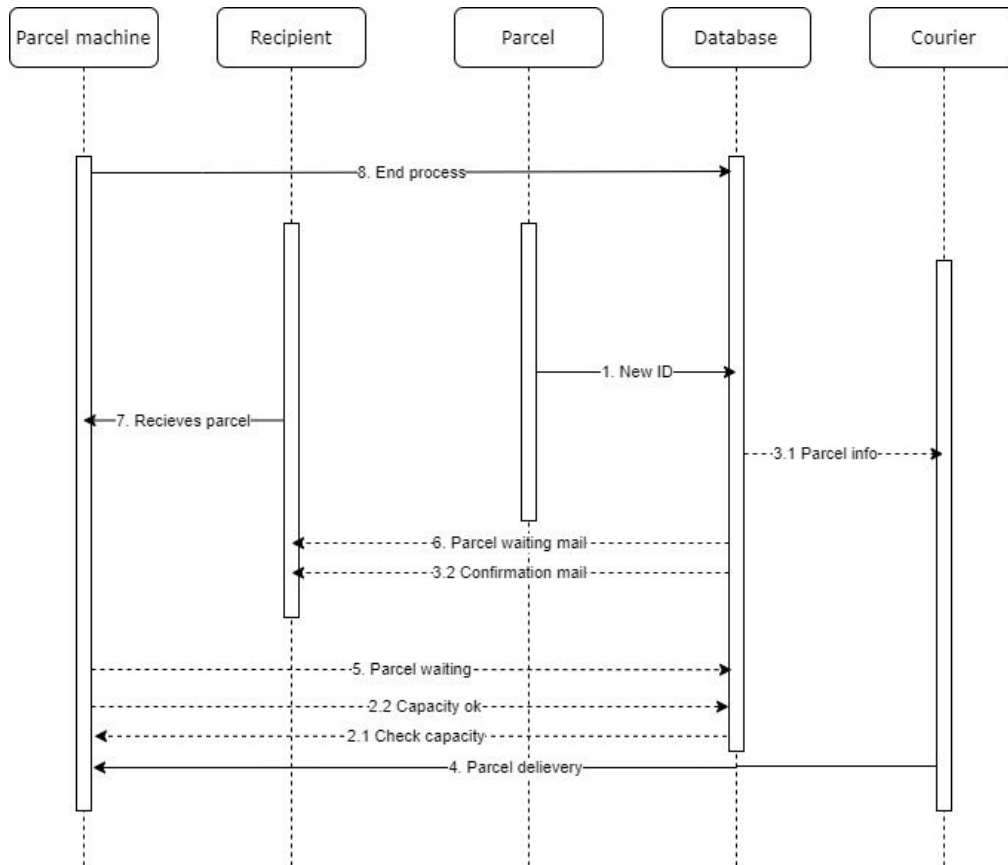 Parcel machine
Recipient
Parcel
Database
Courier
8. End process
1. New ID
7. Recieves parcel
3.1 Parcel info
6. Parcel waiting mail
3.2 Confirmation mail
5. Parcel waiting
2.2 Capacity ok
2.1 Check capacity
4. Parcel delievery